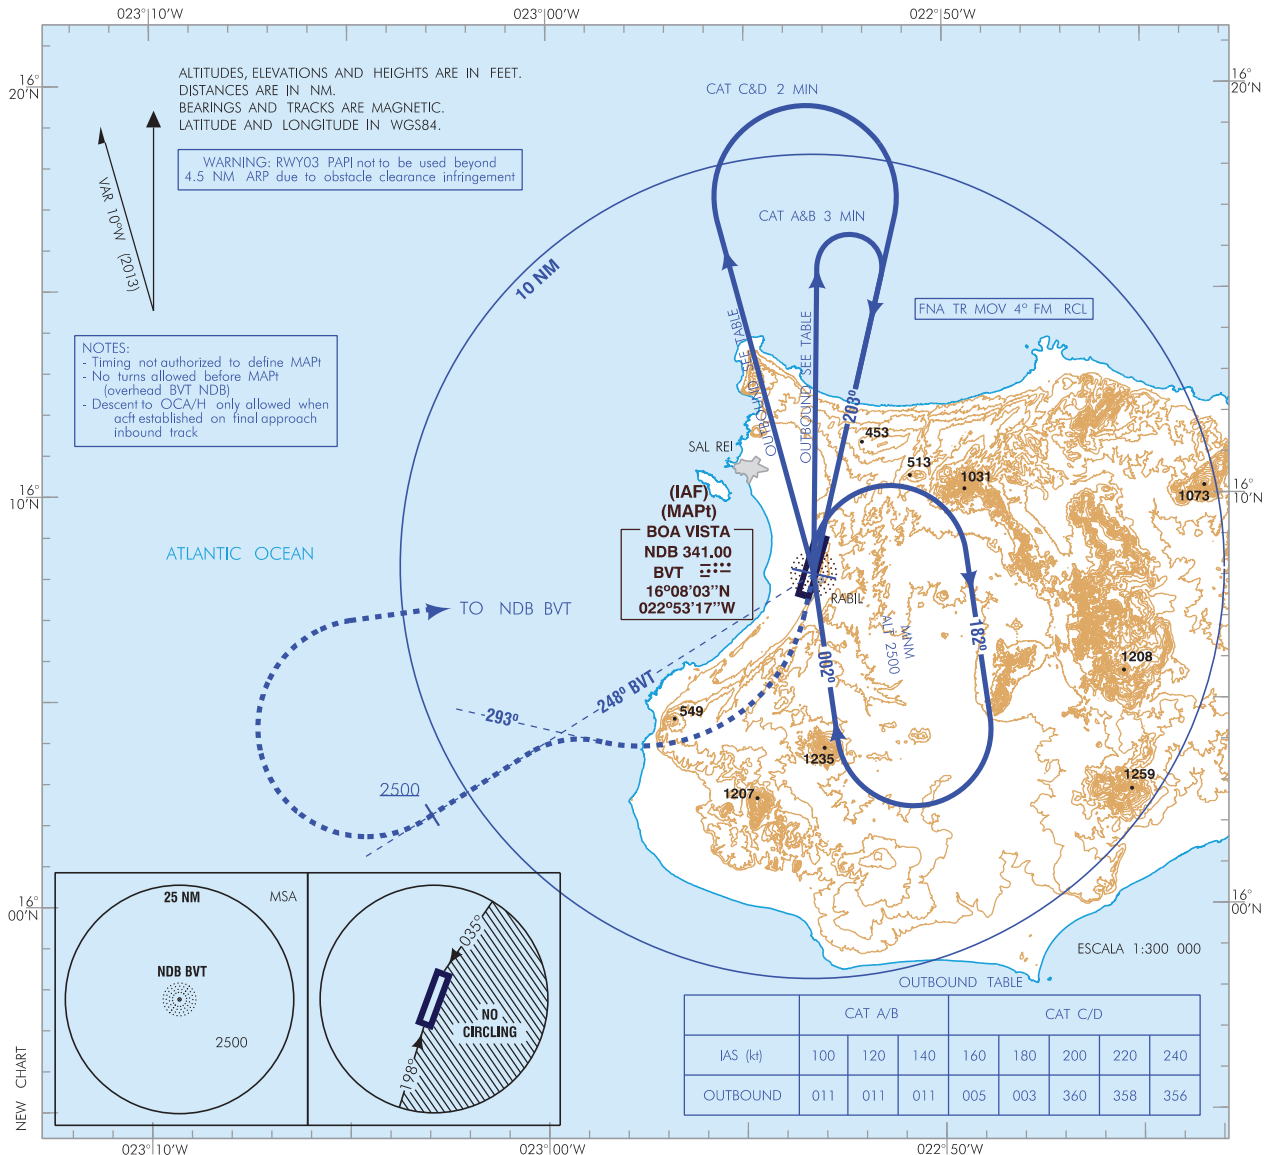 023°10'W
023°00'W
022°50'W
16°
20'N
16°
20'N
ALTITUDES, ELEVATIONS AND HEIGHTS ARE IN FEET.
DISTANCES ARE IN NM.
BEARINGS AND TRACKS ARE MAGNETIC.
LATITUDE AND LONGITUDE IN WGS84.
WARNING: RWY03 PAPI not to be used beyond
4.5 NM ARP due to obstacle clearance infringement
VAR 10°W (2013)
CAT C&D 2 MIN
CAT A&B 3 MIN
10 NM
FNA TR MOV 4° FM RCL
NOTES:
- Timing not authorized to define MAPt
- No turns allowed before MAPt
(overhead BVT NDB)
- Descent to OCA/H only allowed when
acft established on final approach
inbound track
OUTBOUND SEE TABLE
OUTBOUND SEE TABLE
203°
453
513
1031
1073
SAL REI
16°
10'N
16°
10'N
(IAF)
(MAPt)
BOA VISTA
NDB 341.00
BVT
16°08'03''N
022°53'17''W
ATLANTIC OCEAN
RABIL
TO NDB BVT
MNM
ALT 2500
002°
182°
1208
248° BVT
293°
549
1235
1207
1259
2500
25 NM
MSA
NDB BVT
2500
035°
198°
NO
CIRCLING
16°
00'N
16°
00'N
ESCALA 1:300 000
OUTBOUND TABLE
CAT A/B CAT C/D
IAS (kt) 100 120 140 160 180 200 220 240
OUTBOUND 011 011 011 005 003 360 358 356
NEW CHART
023°10'W
023°00'W
022°50'W